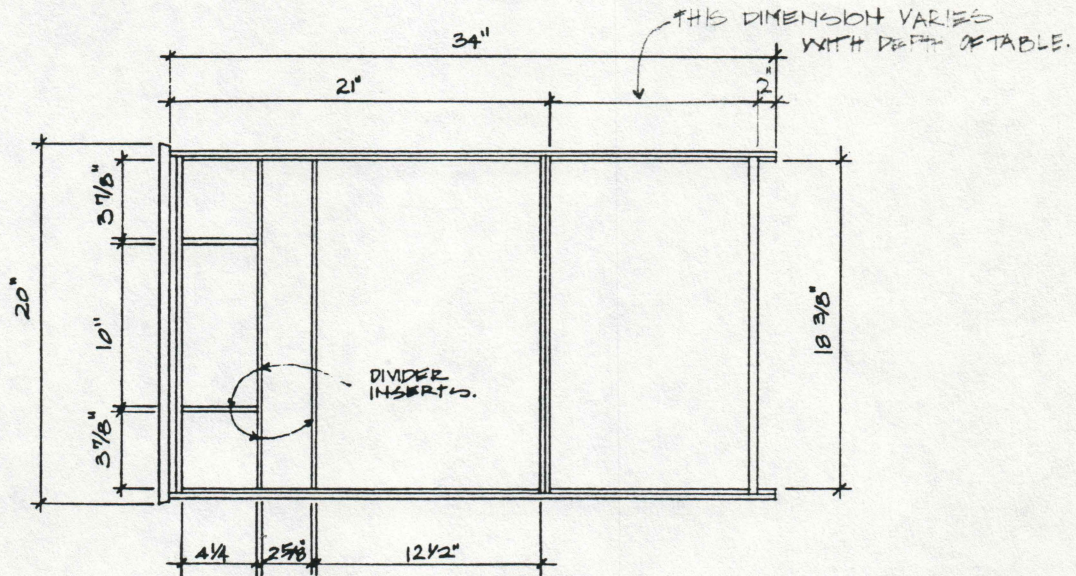 THIS DIMENSION VARIES
WITH DEPTH OF TABLE.
34"
21"
2"
3 7/8"
20"
10"
18 3/8"
DIVIDER
INSERTS.
3 7/8"
4 1/4
2 5/8"
12 1/2"